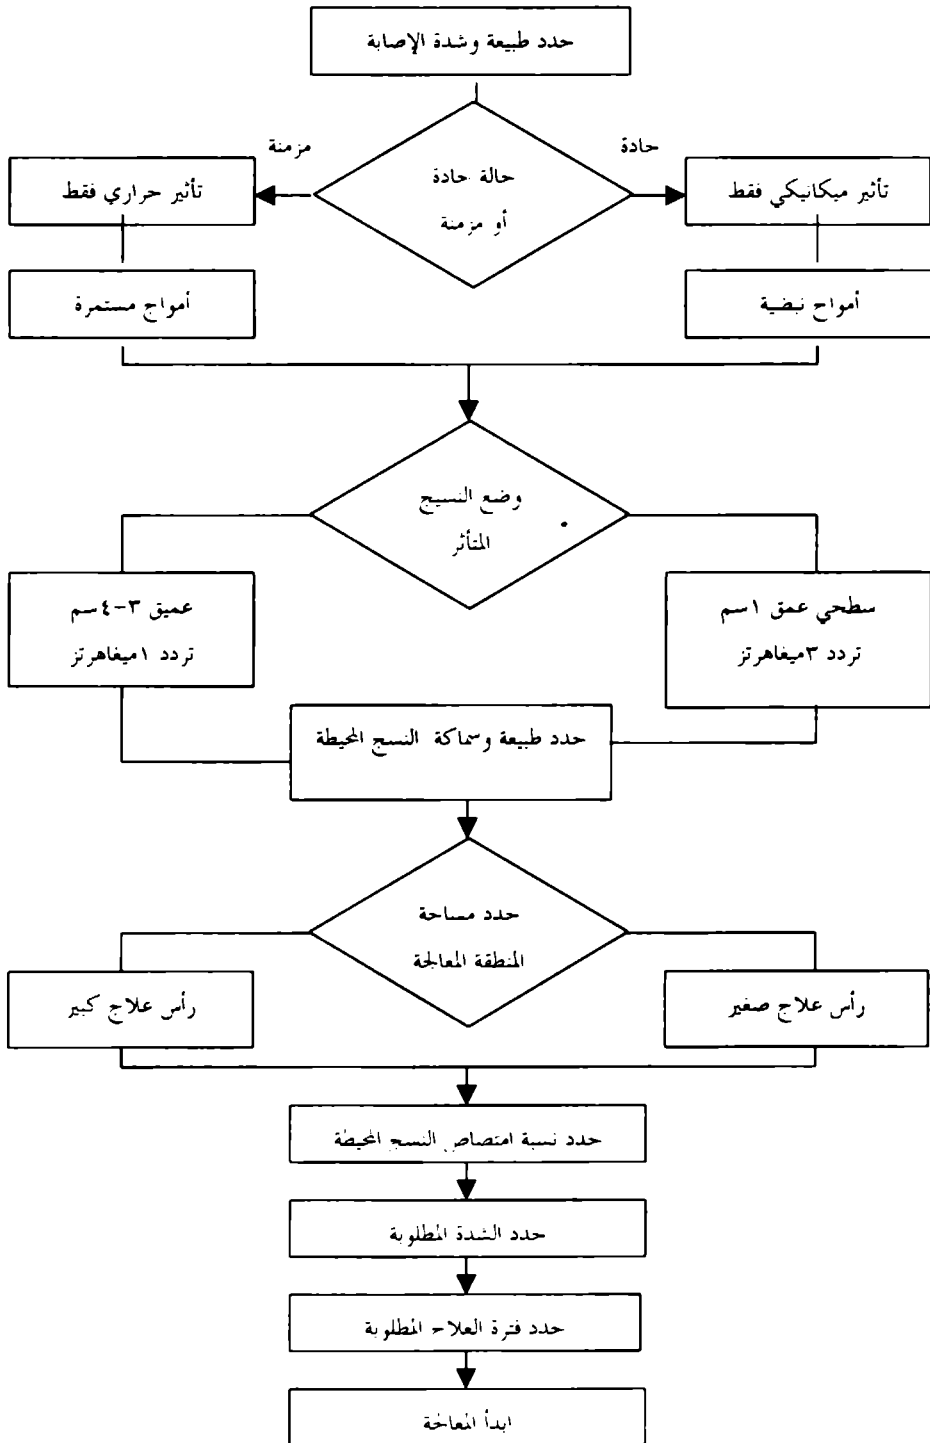 حدد طبيعة وشدة الإصابة
حادة
مزمنة
حالة حادة
أو مزمنة
تأثير ميكانيكي فقط
تأثير حراري فقط
أمواح نبضية
أمواج مستمرة
وضع النسيج
المتأثر
سطحي عمق ١سم
تردد ٣ميغاهرتز
عميق ٣-٤سم
تردد ١ميغاهرتز
حدد طبيعة وسماكة النسج المحيطة
حدد مساحة
المنطقة المعالجة
رأس علاج صغير
رأس علاج كبير
حدد نسبة امتصاص النسج المحيطة
حدد الشدة المطلوبة
حدد فترة العلاج المطلوبة
ابدأ المعالجة